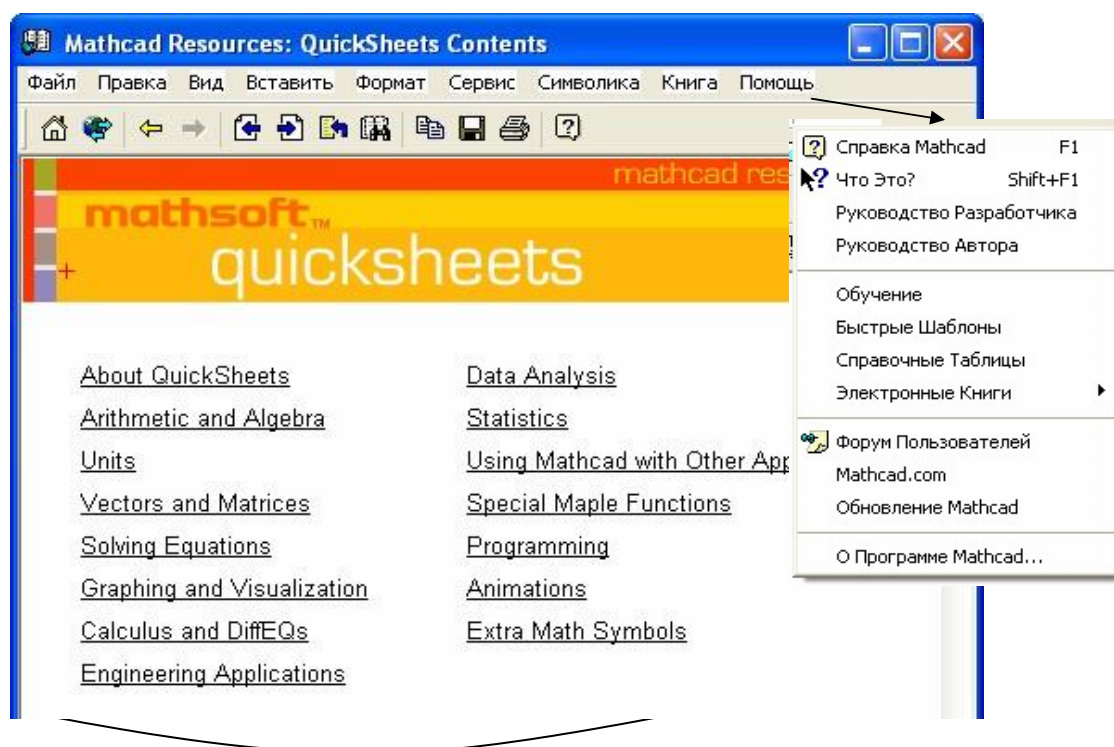 Mathcad Resources: QuickSheets Contents
Файл Правка Вид Вставить Формат Сервис Символика Книга Помощь
mathcad res
mathsoft™
quicksheets
About QuickSheets
Arithmetic and Algebra
Units
Vectors and Matrices
Solving Equations
Graphing and Visualization
Calculus and DiffEQs
Engineering Applications
Data Analysis
Statistics
Using Mathcad with Other App
Special Maple Functions
Programming
Animations
Extra Math Symbols
Справка Mathcad F1
Что Это? Shift+F1
Руководство Разработчика
Руководство Автора
Обучение
Быстрые Шаблоны
Справочные Таблицы
Электронные Книги
Форум Пользователей
Mathcad.com
Обновление Mathcad
О Программе Mathcad...